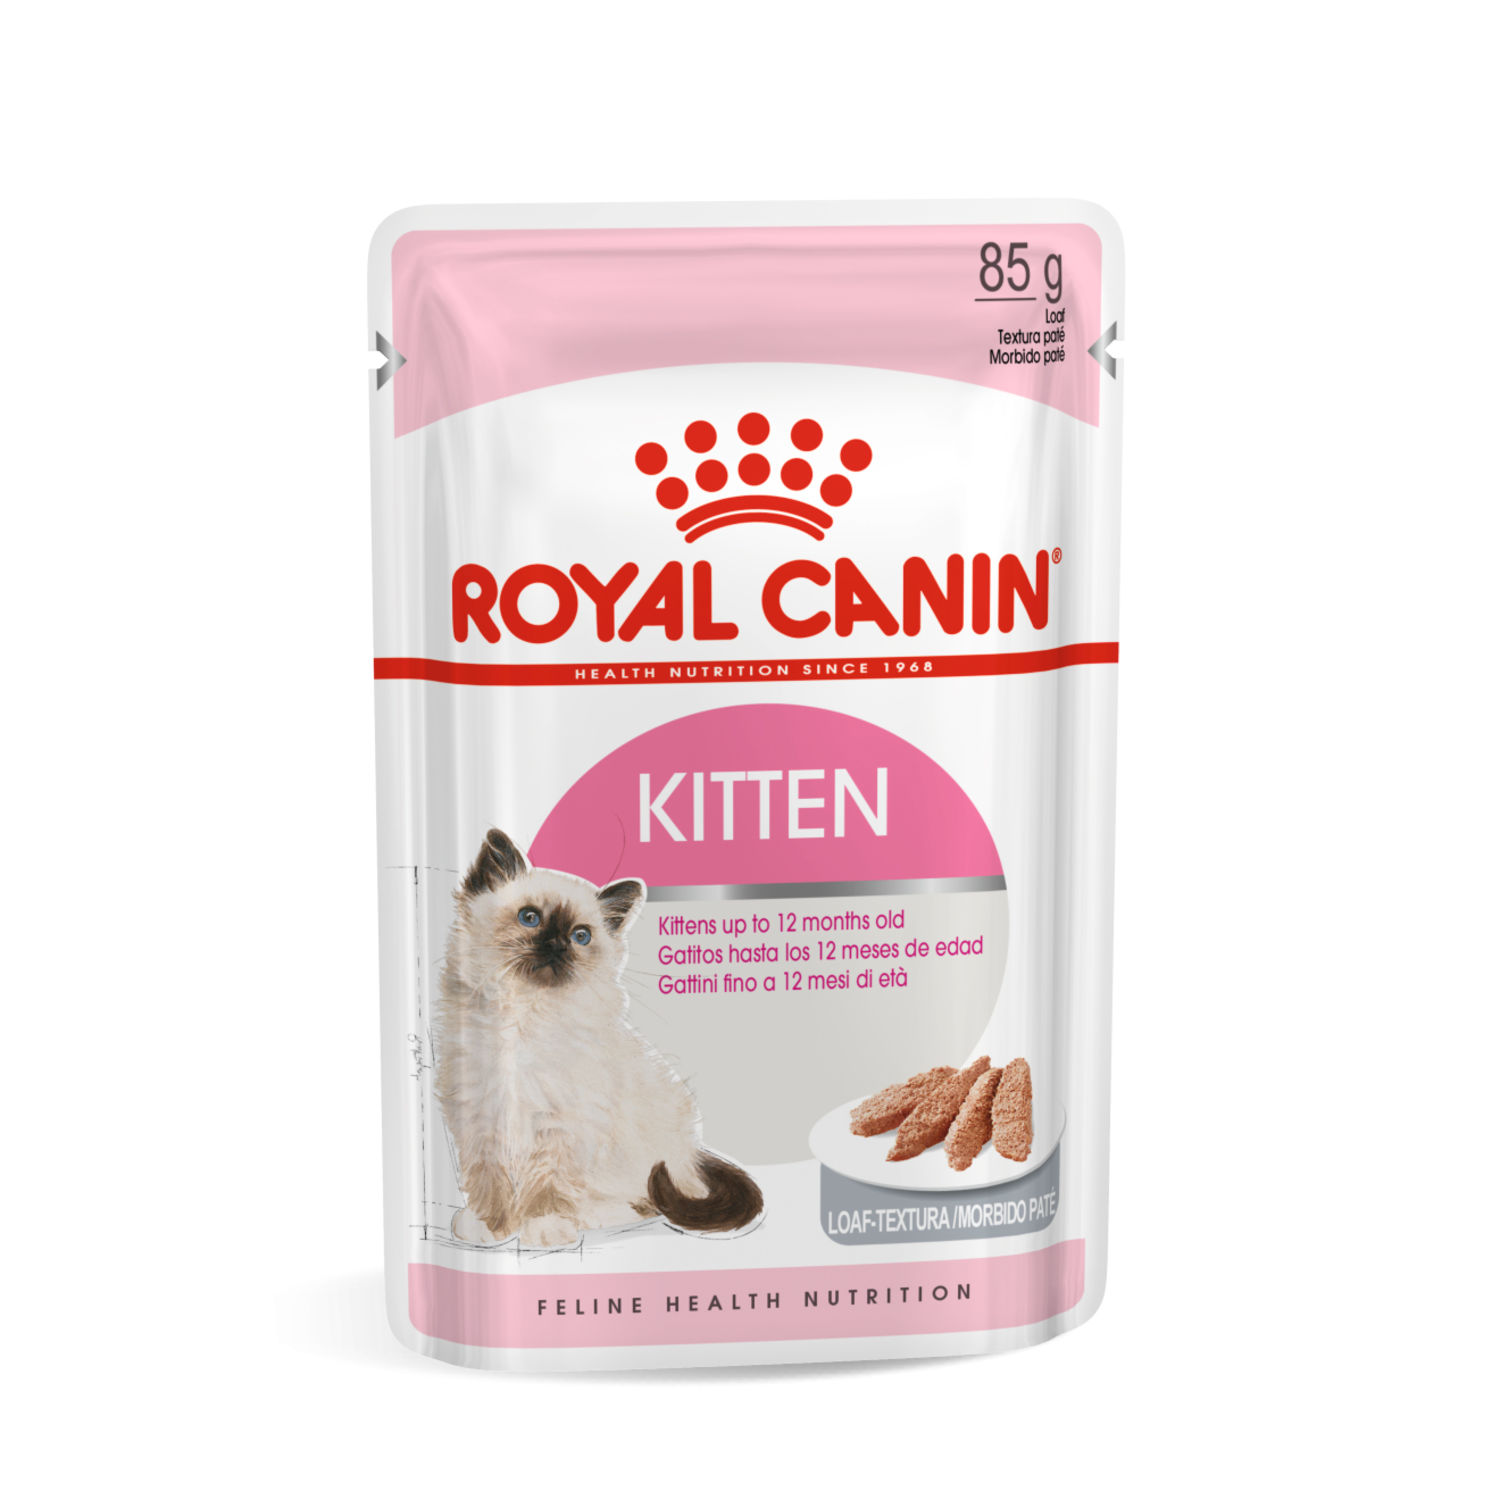 85 g
Loaf
Textura paté
Morbido paté
ROYAL CANIN®
HEALTH NUTRITION SINCE 1968
KITTEN
Kittens up to 12 months old
Gatitos hasta los 12 meses de edad
Gattini fino a 12 mesi di età
LOAF-TEXTURA/MORBIDO PATÉ
FELINE HEALTH NUTRITION